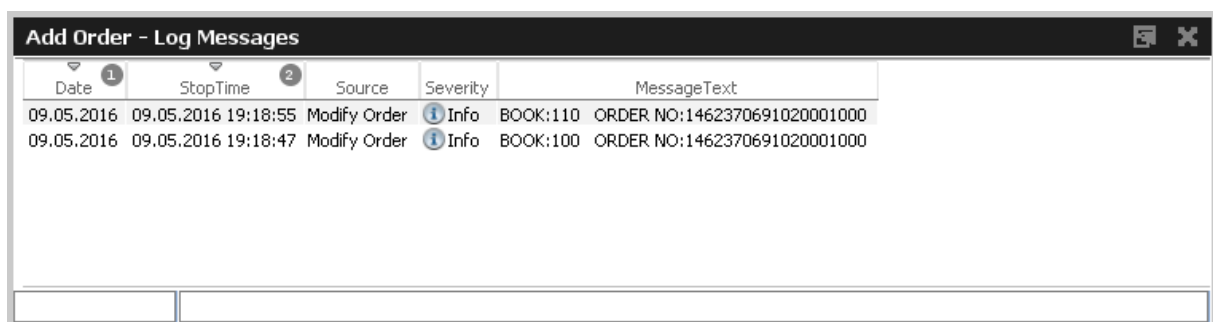 Add Order - Log Messages
Date 1 StopTime 2 Source Severity MessageText
09.05.2016 09.05.2016 19:18:55 Modify Order Info BOOK:110 ORDER NO:1462370691020001000
09.05.2016 09.05.2016 19:18:47 Modify Order Info BOOK:100 ORDER NO:1462370691020001000